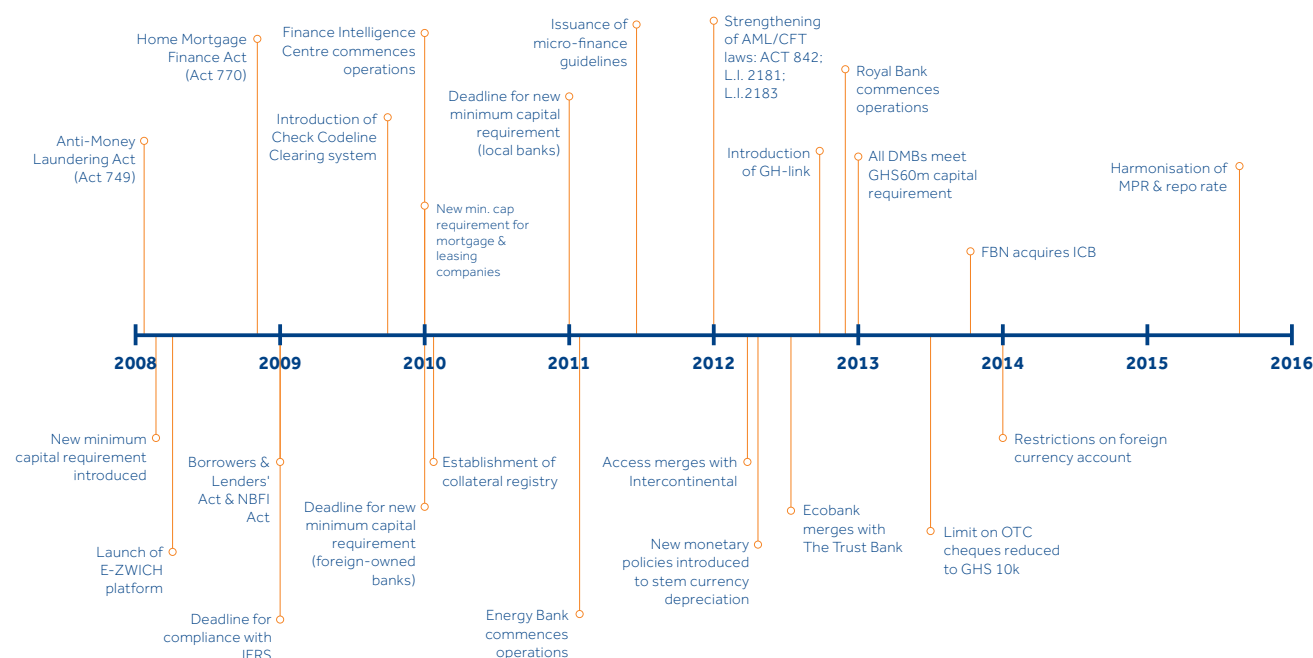 Home Mortgage
Finance Act
(Act 770)
Finance Intelligence
Centre commences
operations
Issuance of
micro-finance
guidelines
Strengthening
of AML/CFT
laws: ACT 842;
L.I. 2181;
L.I.2183
Royal Bank
commences
operations
Anti-Money
Laundering Act
(Act 749)
Introduction of
Check Codeline
Clearing system
Deadline for new
minimum capital
requirement
(local banks)
Introduction
of GH-link
All DMBs meet
GHS60m capital
requirement
Harmonisation of
MPR & repo rate
New min. cap
requirement for
mortgage &
leasing
companies
FBN acquires ICB
2008 2009 2010 2011 2012 2013 2014 2015 2016
New minimum
capital requirement
introduced
Borrowers &
Lenders'
Act & NBFI
Act
Establishment of
collateral registry
Access merges with
Intercontinental
Restrictions on foreign
currency account
Launch of
E-ZWICH
platform
Deadline for new
minimum capital
requirement
(foreign-owned
banks)
New monetary
policies introduced
to stem currency
depreciation
Ecobank
merges with
The Trust Bank
Limit on OTC
cheques reduced
to GHS 10k
Deadline for
compliance with
IFRS
Energy Bank
commences
operations